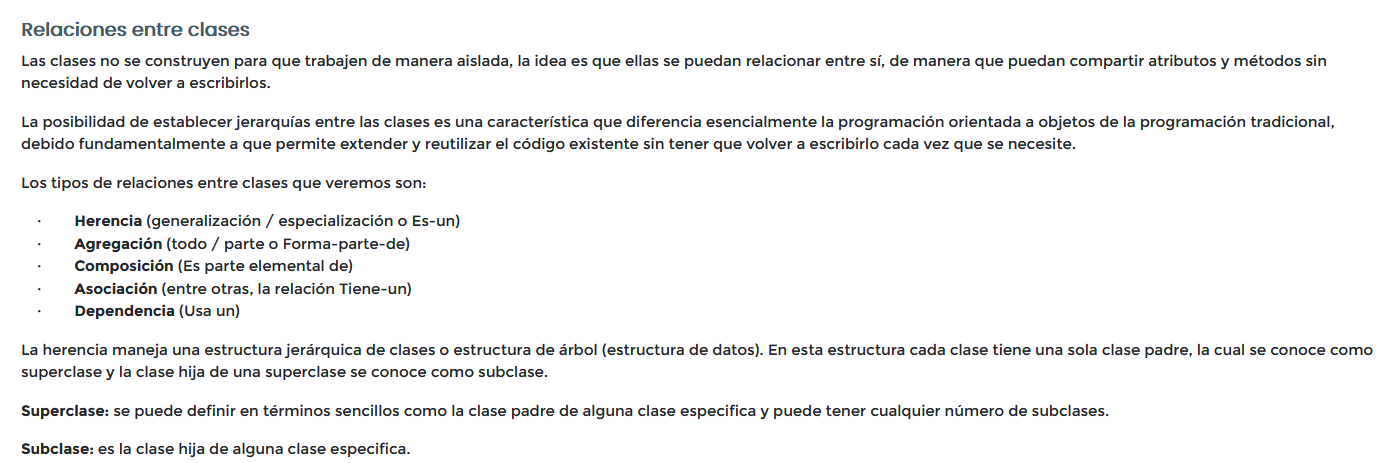 Relaciones entre clases
Las clases no se construyen para que trabajen de manera aislada, la idea es que ellas se puedan relacionar entre sí, de manera que puedan compartir atributos y métodos sin
necesidad de volver a escribirlos.
La posibilidad de establecer jerarquías entre las clases es una característica que diferencia esencialmente la programación orientada a objetos de la programación tradicional,
debido fundamentalmente a que permite extender y reutilizar el código existente sin tener que volver a escribirlo cada vez que se necesite.
Los tipos de relaciones entre clases que veremos son:
· Herencia (generalización / especialización o Es-un)
· Agregación (todo / parte o Forma-parte-de)
· Composición (Es parte elemental de)
· Asociación (entre otras, la relación Tiene-un)
· Dependencia (Usa un)
La herencia maneja una estructura jerárquica de clases o estructura de árbol (estructura de datos). En esta estructura cada clase tiene una sola clase padre, la cual se conoce como
superclase y la clase hija de una superclase se conoce como subclase.
Superclase: se puede definir en términos sencillos como la clase padre de alguna clase especifica y puede tener cualquier número de subclases.
Subclase: es la clase hija de alguna clase especifica.